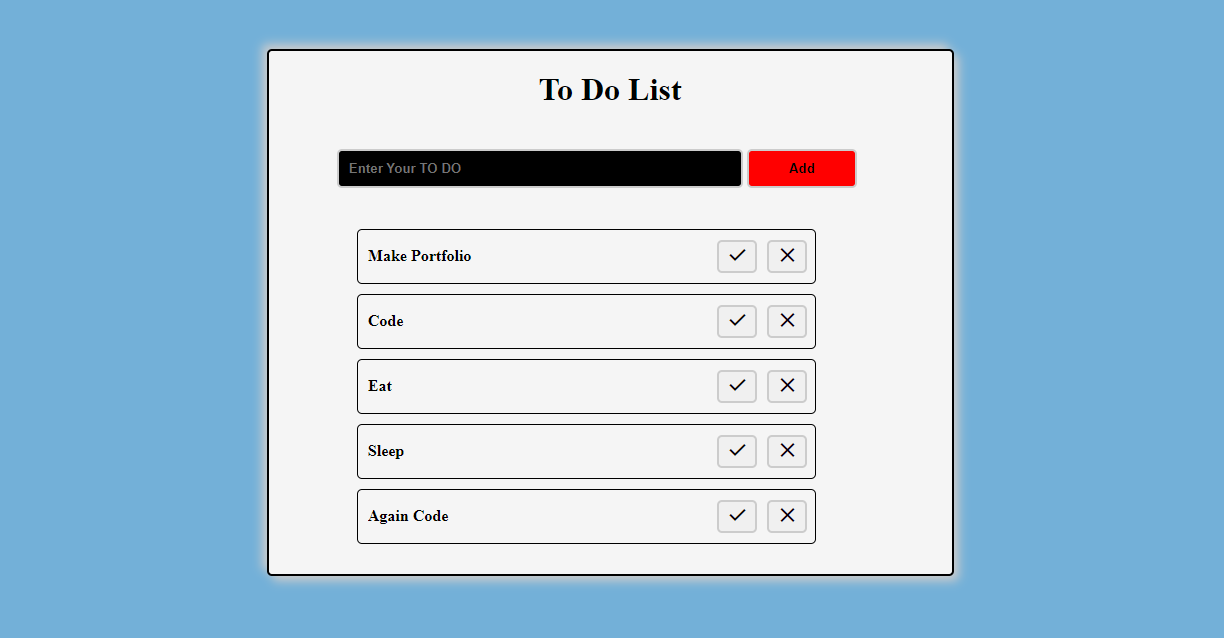 To Do List
Enter Your TO DO Add
Make Portfolio
Code
Eat
Sleep
Again Code